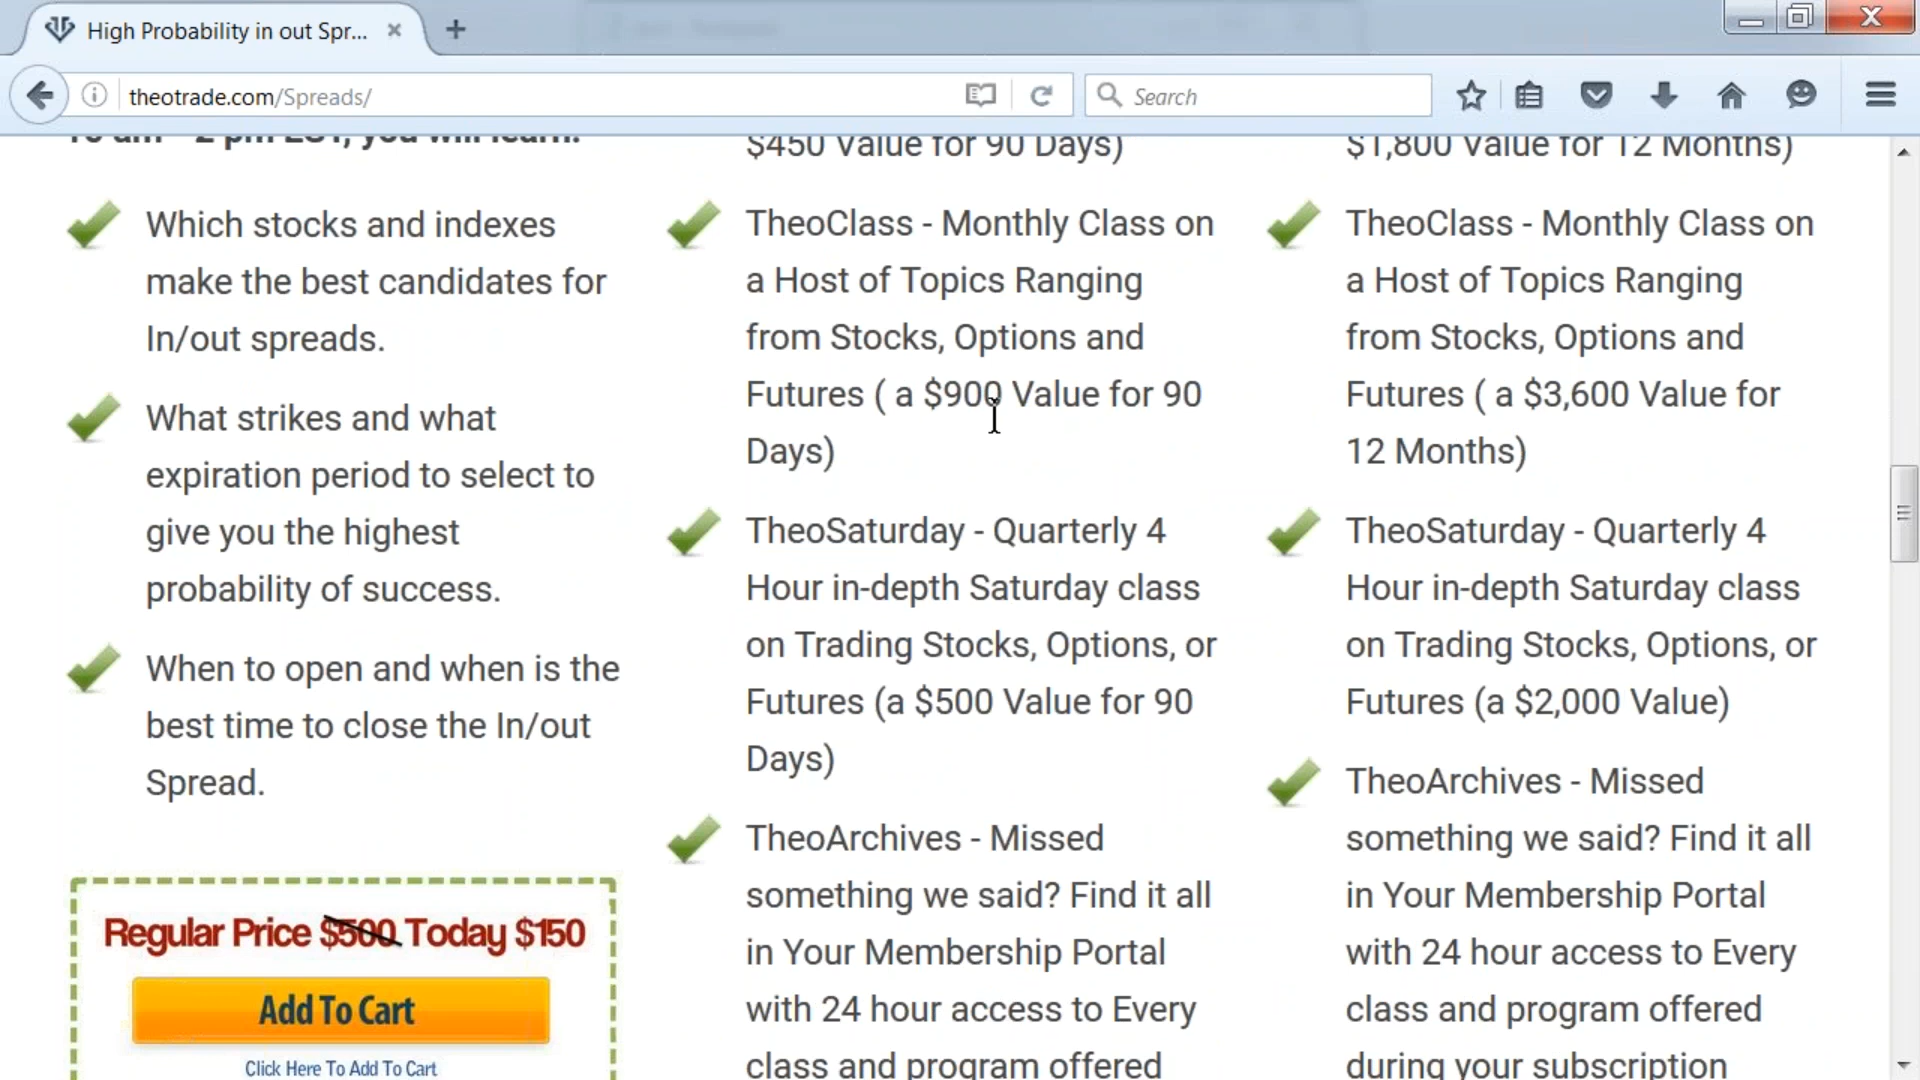 High Probability in out Spr...
theotrade.com/Spreads/
Search
10 am - 2 pm EST, you will learn:
Which stocks and indexes
make the best candidates for
In/out spreads.
What strikes and what
expiration period to select to
give you the highest
probability of success.
When to open and when is the
best time to close the In/out
Spread.
Regular Price $500 Today $150
Add To Cart
Click Here To Add To Cart
$450 Value for 90 Days)
TheoClass - Monthly Class on
a Host of Topics Ranging
from Stocks, Options and
Futures ( a $900 Value for 90
Days)
TheoSaturday - Quarterly 4
Hour in-depth Saturday class
on Trading Stocks, Options, or
Futures (a $500 Value for 90
Days)
TheoArchives - Missed
something we said? Find it all
in Your Membership Portal
with 24 hour access to Every
class and program offered
$1,800 Value for 12 Months)
TheoClass - Monthly Class on
a Host of Topics Ranging
from Stocks, Options and
Futures ( a $3,600 Value for
12 Months)
TheoSaturday - Quarterly 4
Hour in-depth Saturday class
on Trading Stocks, Options, or
Futures (a $2,000 Value)
TheoArchives - Missed
something we said? Find it all
in Your Membership Portal
with 24 hour access to Every
class and program offered
during your subscription